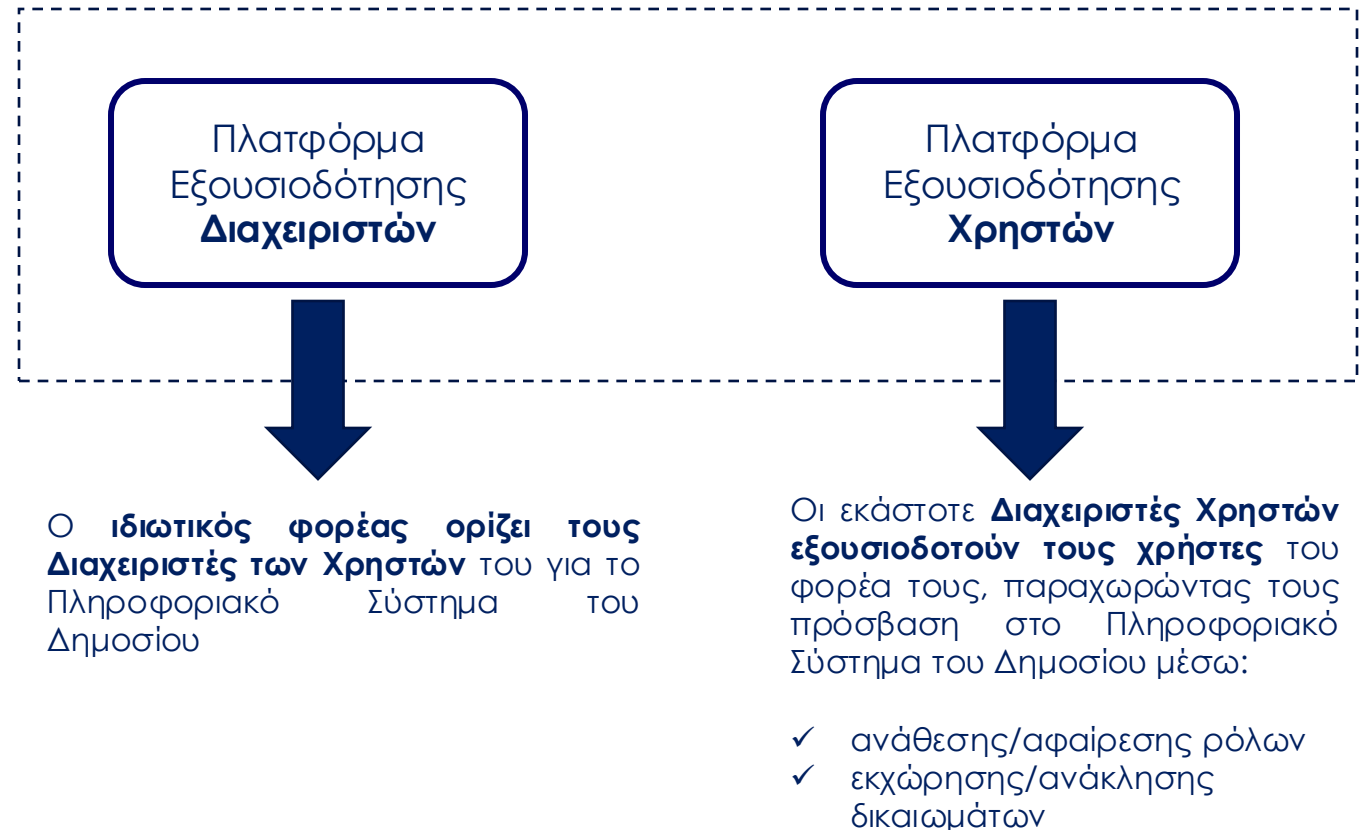 Πλατφόρμα
Εξουσιοδότησης
Διαχειριστών
Πλατφόρμα
Εξουσιοδότησης
Χρηστών
Ο ιδιωτικός φορέας ορίζει τους
Διαχειριστές των Χρηστών του για το
Πληροφοριακό Σύστημα του
Δημοσίου
Οι εκάστοτε Διαχειριστές Χρηστών
εξουσιοδοτούν τους χρήστες του
φορέα τους, παραχωρώντας τους
πρόσβαση στο Πληροφοριακό
Σύστημα του Δημοσίου μέσω:
✓ ανάθεσης/αφαίρεσης ρόλων
✓ εκχώρησης/ανάκλησης
δικαιωμάτων